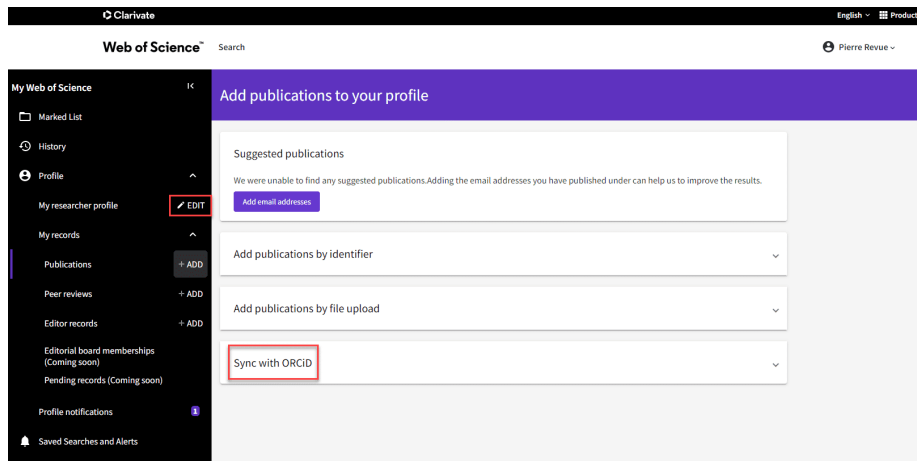 Clarivate
English
Product
Web of Science™
Search
Pierre Revue
My Web of Science
Marked List
History
Profile
My researcher profile
EDIT
My records
Publications
+ ADD
Peer reviews
+ ADD
Editor records
+ ADD
Editorial board memberships
(Coming soon)
Pending records (Coming soon)
Profile notifications
1
Saved Searches and Alerts
Add publications to your profile
Suggested publications
We were unable to find any suggested publications.Adding the email addresses you have published under can help us to improve the results.
Add email addresses
Add publications by identifier
Add publications by file upload
Sync with ORCiD